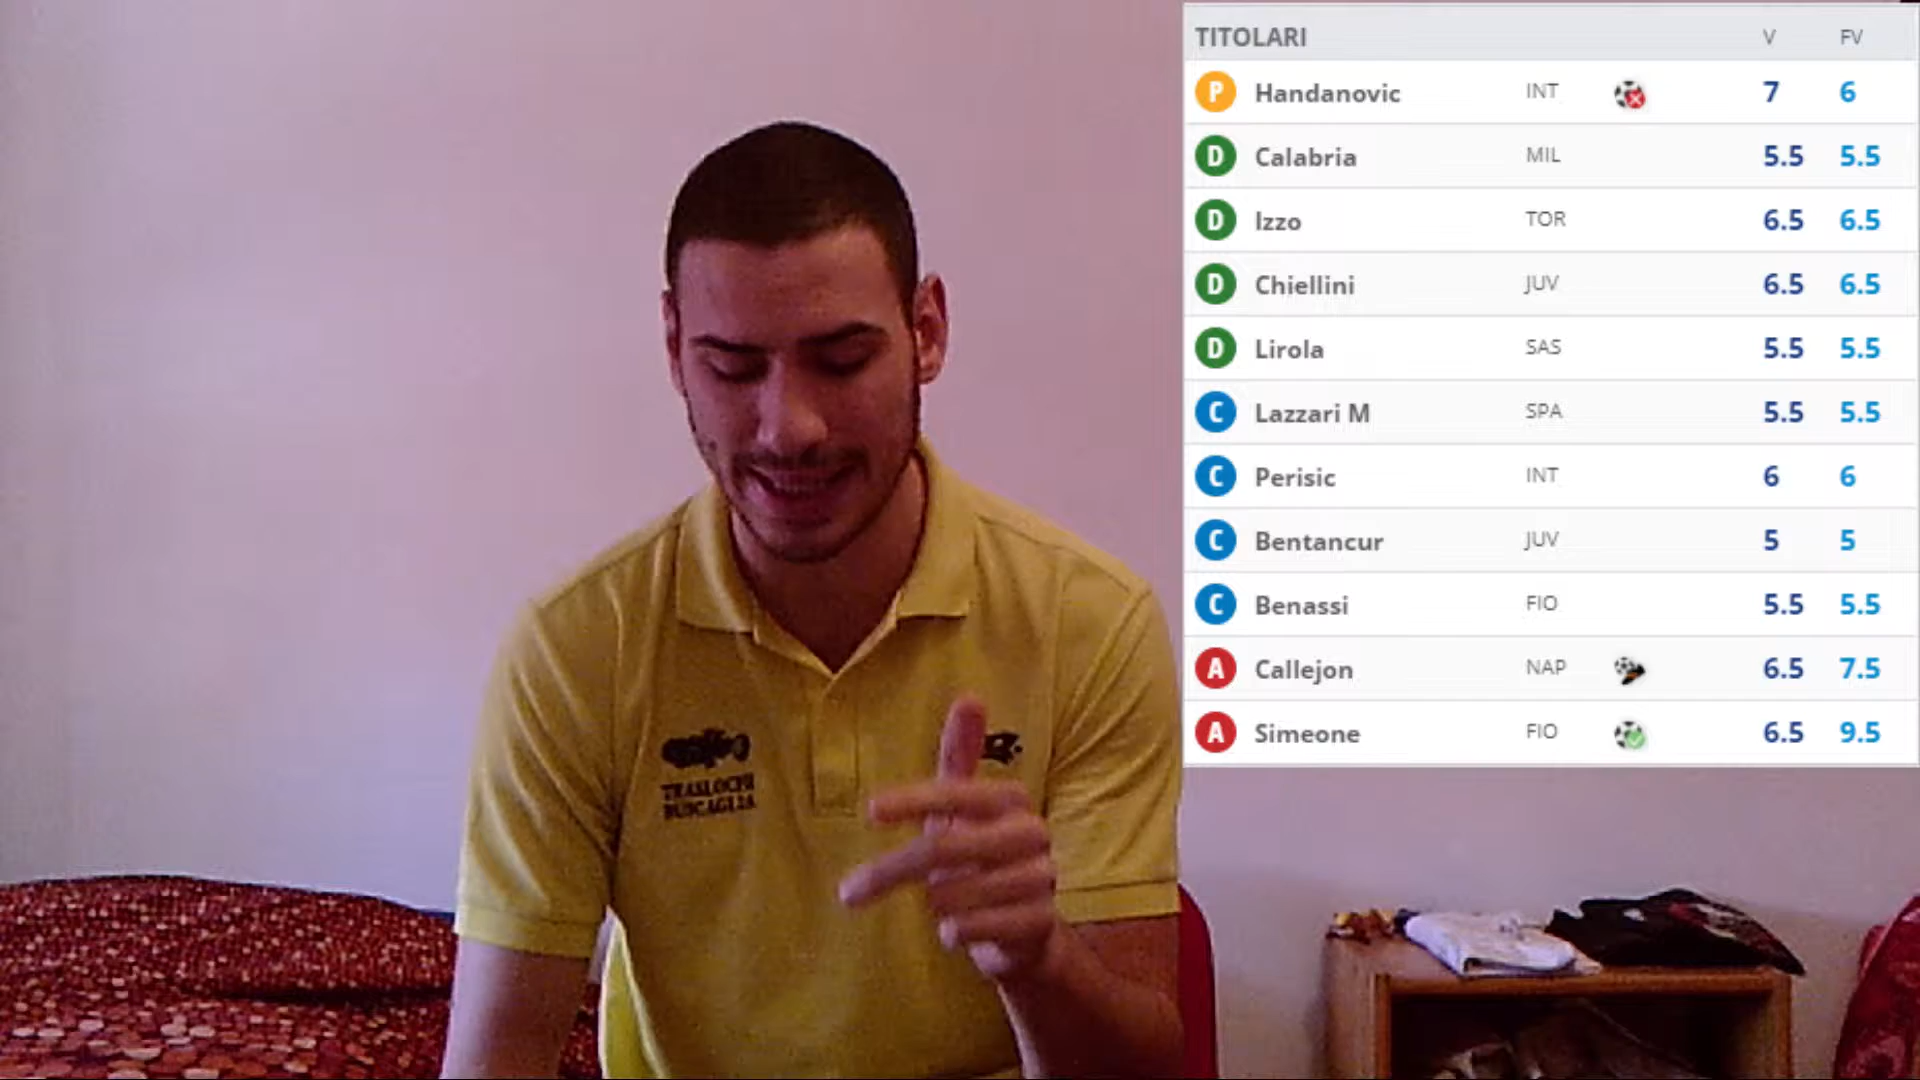 TITOLARI V FV
P Handanovic INT 7 6
D Calabria MIL 5.5 5.5
D Izzo TOR 6.5 6.5
D Chiellini JUV 6.5 6.5
D Lirola SAS 5.5 5.5
C Lazzari M SPA 5.5 5.5
C Perisic INT 6 6
C Bentancur JUV 5 5
C Benassi FIO 5.5 5.5
A Callejon NAP 6.5 7.5
A Simeone FIO 6.5 9.5
TRASLOCHI
BUSCAGLIA